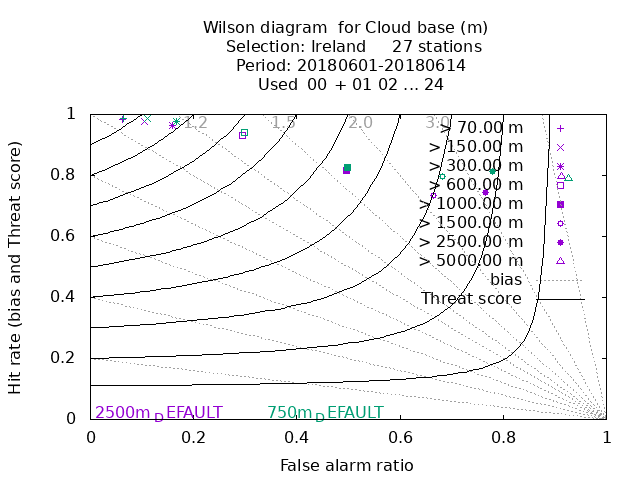 Wilson diagram  for Cloud base (m)
Selection: Ireland     27 stations
Period: 20180601-20180614
Used  00  + 01 02 ... 24
Hit rate (bias and Threat score)
1
0.8
0.6
0.4
0.2
0
1.2
1.5
2.0
3.0
> 70.00 m
> 150.00 m
> 300.00 m
> 600.00 m
> 1000.00 m
> 1500.00 m
> 2500.00 m
> 5000.00 m
bias
Threat score
2500m_DEFAULT
750m_DEFAULT
0 0.2 0.4 0.6 0.8 1
False alarm ratio